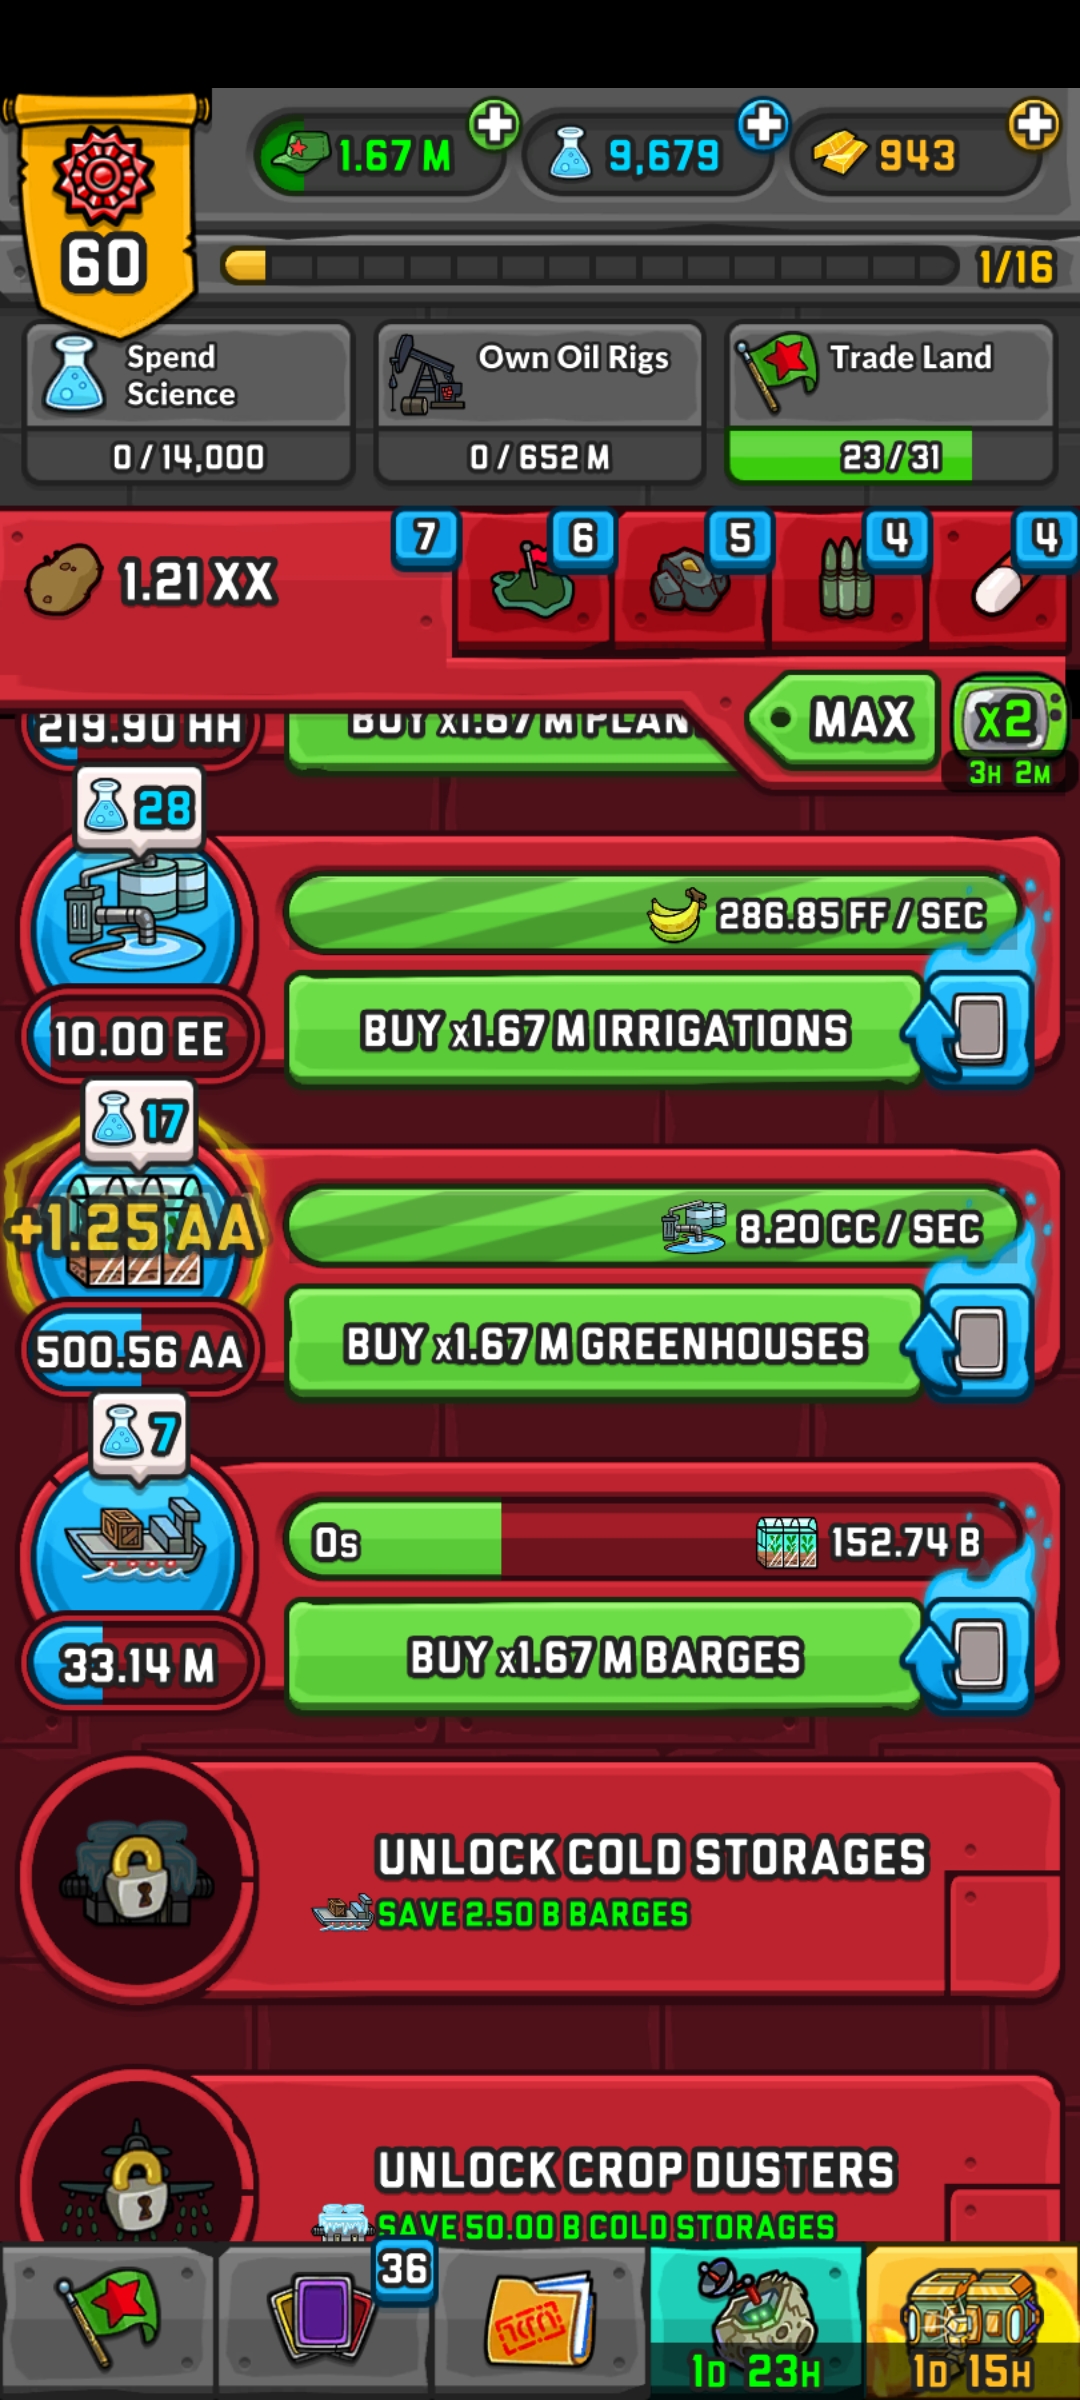 1.67 M
9,679
943
60
1/16
Spend
Science
0/14,000
Own Oil Rigs
0/652 M
Trade Land
23/31
1.21 XX
7
6
5
4
4
MAX
x2
3H 2M
219.90 HH
BUY x1.67 M PLAN
28
286.85 FF / SEC
10.00 EE
BUY x1.67 M IRRIGATIONS
17
+1.25 AA
8.20 CC / SEC
500.56 AA
BUY x1.67 M GREENHOUSES
7
0s
152.74 B
33.14 M
BUY x1.67 M BARGES
UNLOCK COLD STORAGES
SAVE 2.50 B BARGES
UNLOCK CROP DUSTERS
SAVE 50.00 B COLD STORAGES
36
1D 23H
1D 15H